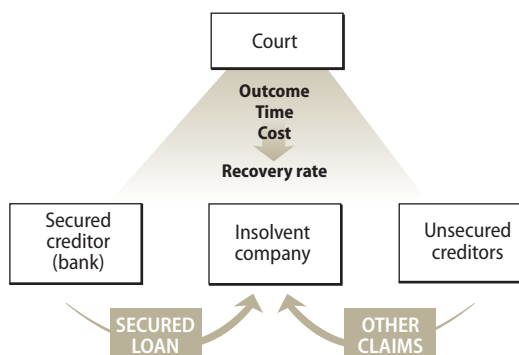 Court
Outcome
Time
Cost
Recovery rate
Secured
creditor
(bank)
Insolvent
company
Unsecured
creditors
SECURED
LOAN
OTHER
CLAIMS